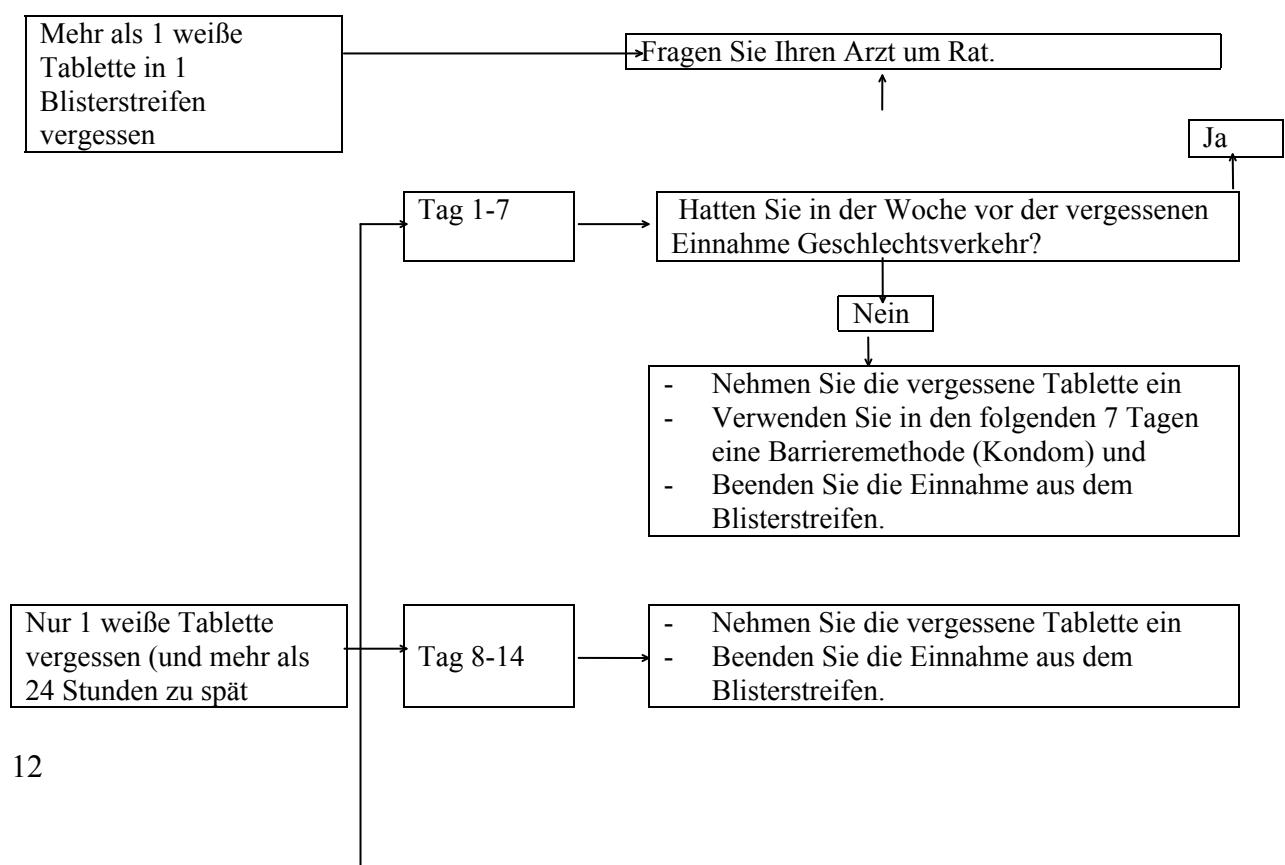 Mehr als 1 weiße
Tablette in 1
Blisterstreifen
vergessen
Fragen Sie Ihren Arzt um Rat.
Ja
Tag 1-7
Hatten Sie in der Woche vor der vergessenen
Einnahme Geschlechtsverkehr?
Nein
- Nehmen Sie die vergessene Tablette ein
- Verwenden Sie in den folgenden 7 Tagen
eine Barrieremethode (Kondom) und
- Beenden Sie die Einnahme aus dem
Blisterstreifen.
Nur 1 weiße Tablette
vergessen (und mehr als
24 Stunden zu spät
Tag 8-14
- Nehmen Sie die vergessene Tablette ein
- Beenden Sie die Einnahme aus dem
Blisterstreifen.
12